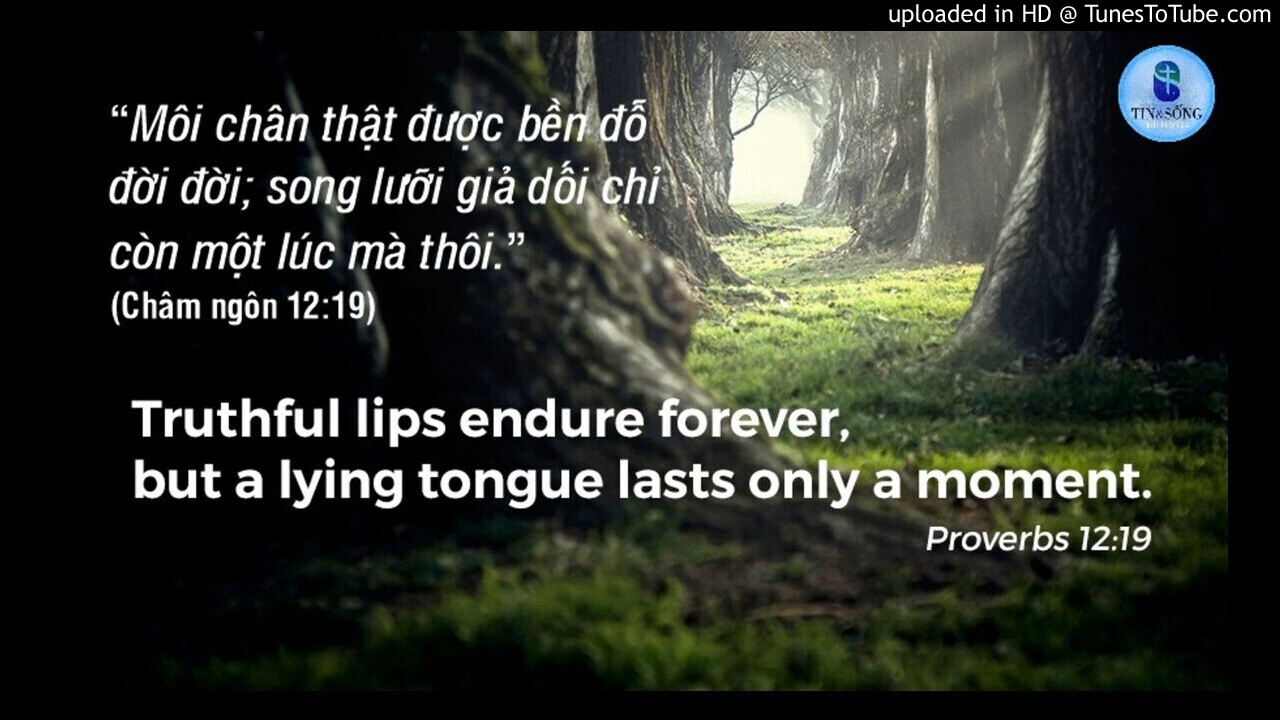 uploaded in HD @ TunesToTube.com
TIN&SỐNG
“Môi chân thật được bền đỗ
đời đời; song lưỡi giả dối chỉ
còn một lúc mà thôi.”
(Châm ngôn 12:19)
Truthful lips endure forever,
but a lying tongue lasts only a moment.
Proverbs 12:19